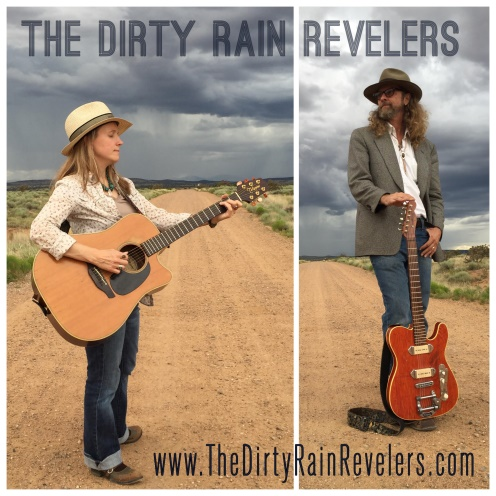 THE DIRTY RAIN REVELERS
www.TheDirtyRainRevelers.com